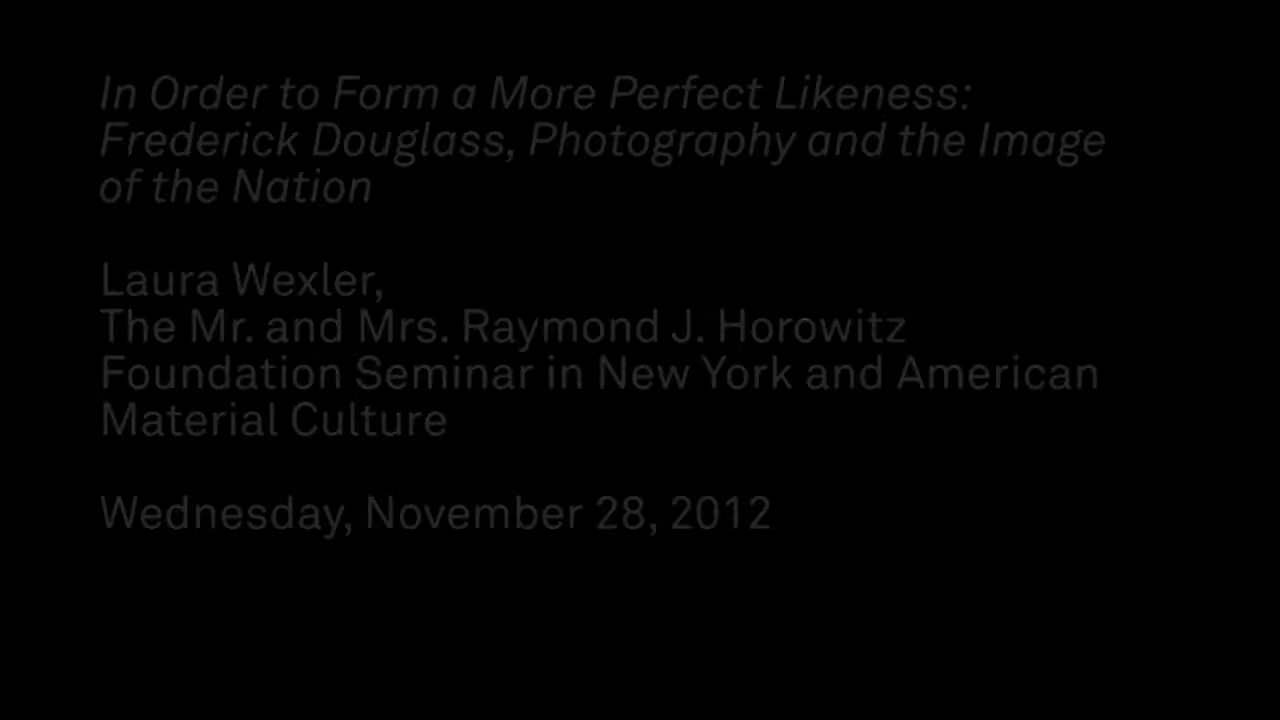 In Order to Form a More Perfect Likeness:
Frederick Douglass, Photography and the Image
of the Nation
Laura Wexler,
The Mr. and Mrs. Raymond J. Horowitz
Foundation Seminar in New York and American
Material Culture
Wednesday, November 28, 2012